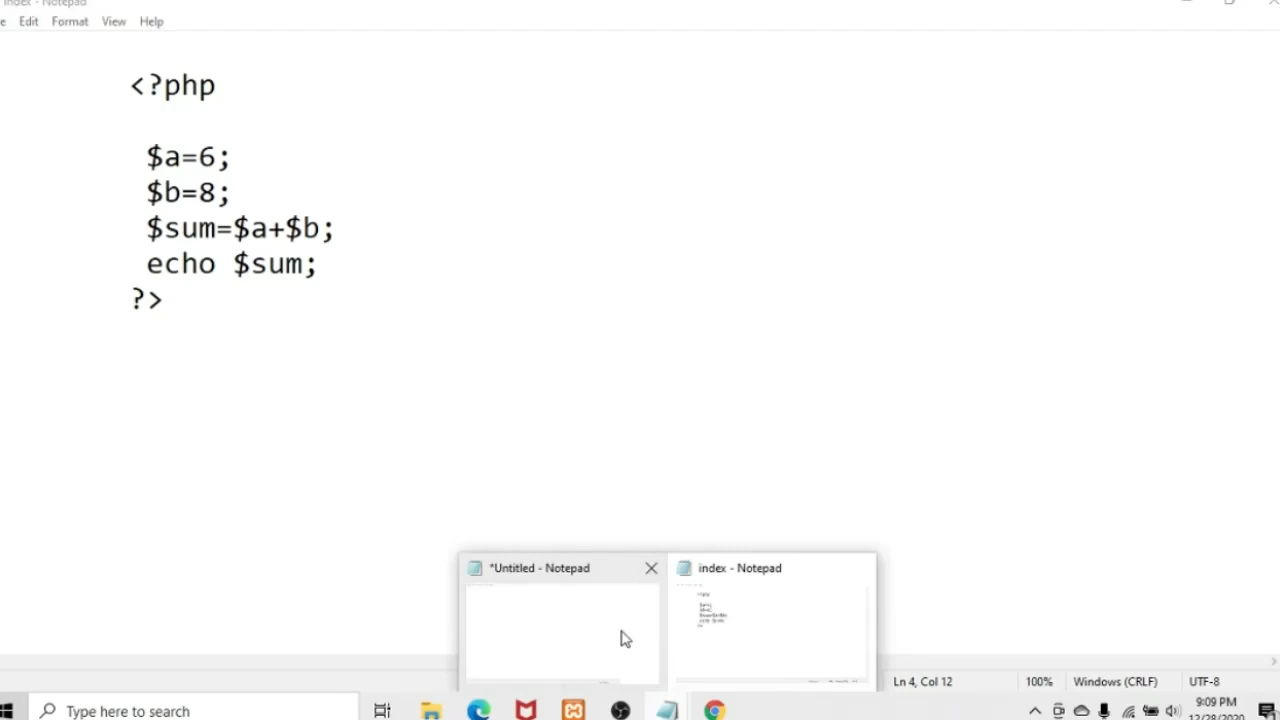 index - Notepad
Edit Format View Help
<?php
$a=6;
$b=8;
$sum=$a+$b;
echo $sum;
?>
*Untitled - Notepad
index - Notepad
Ln 4, Col 12
100%
Windows (CRLF)
UTF-8
Type here to search
9:09 PM